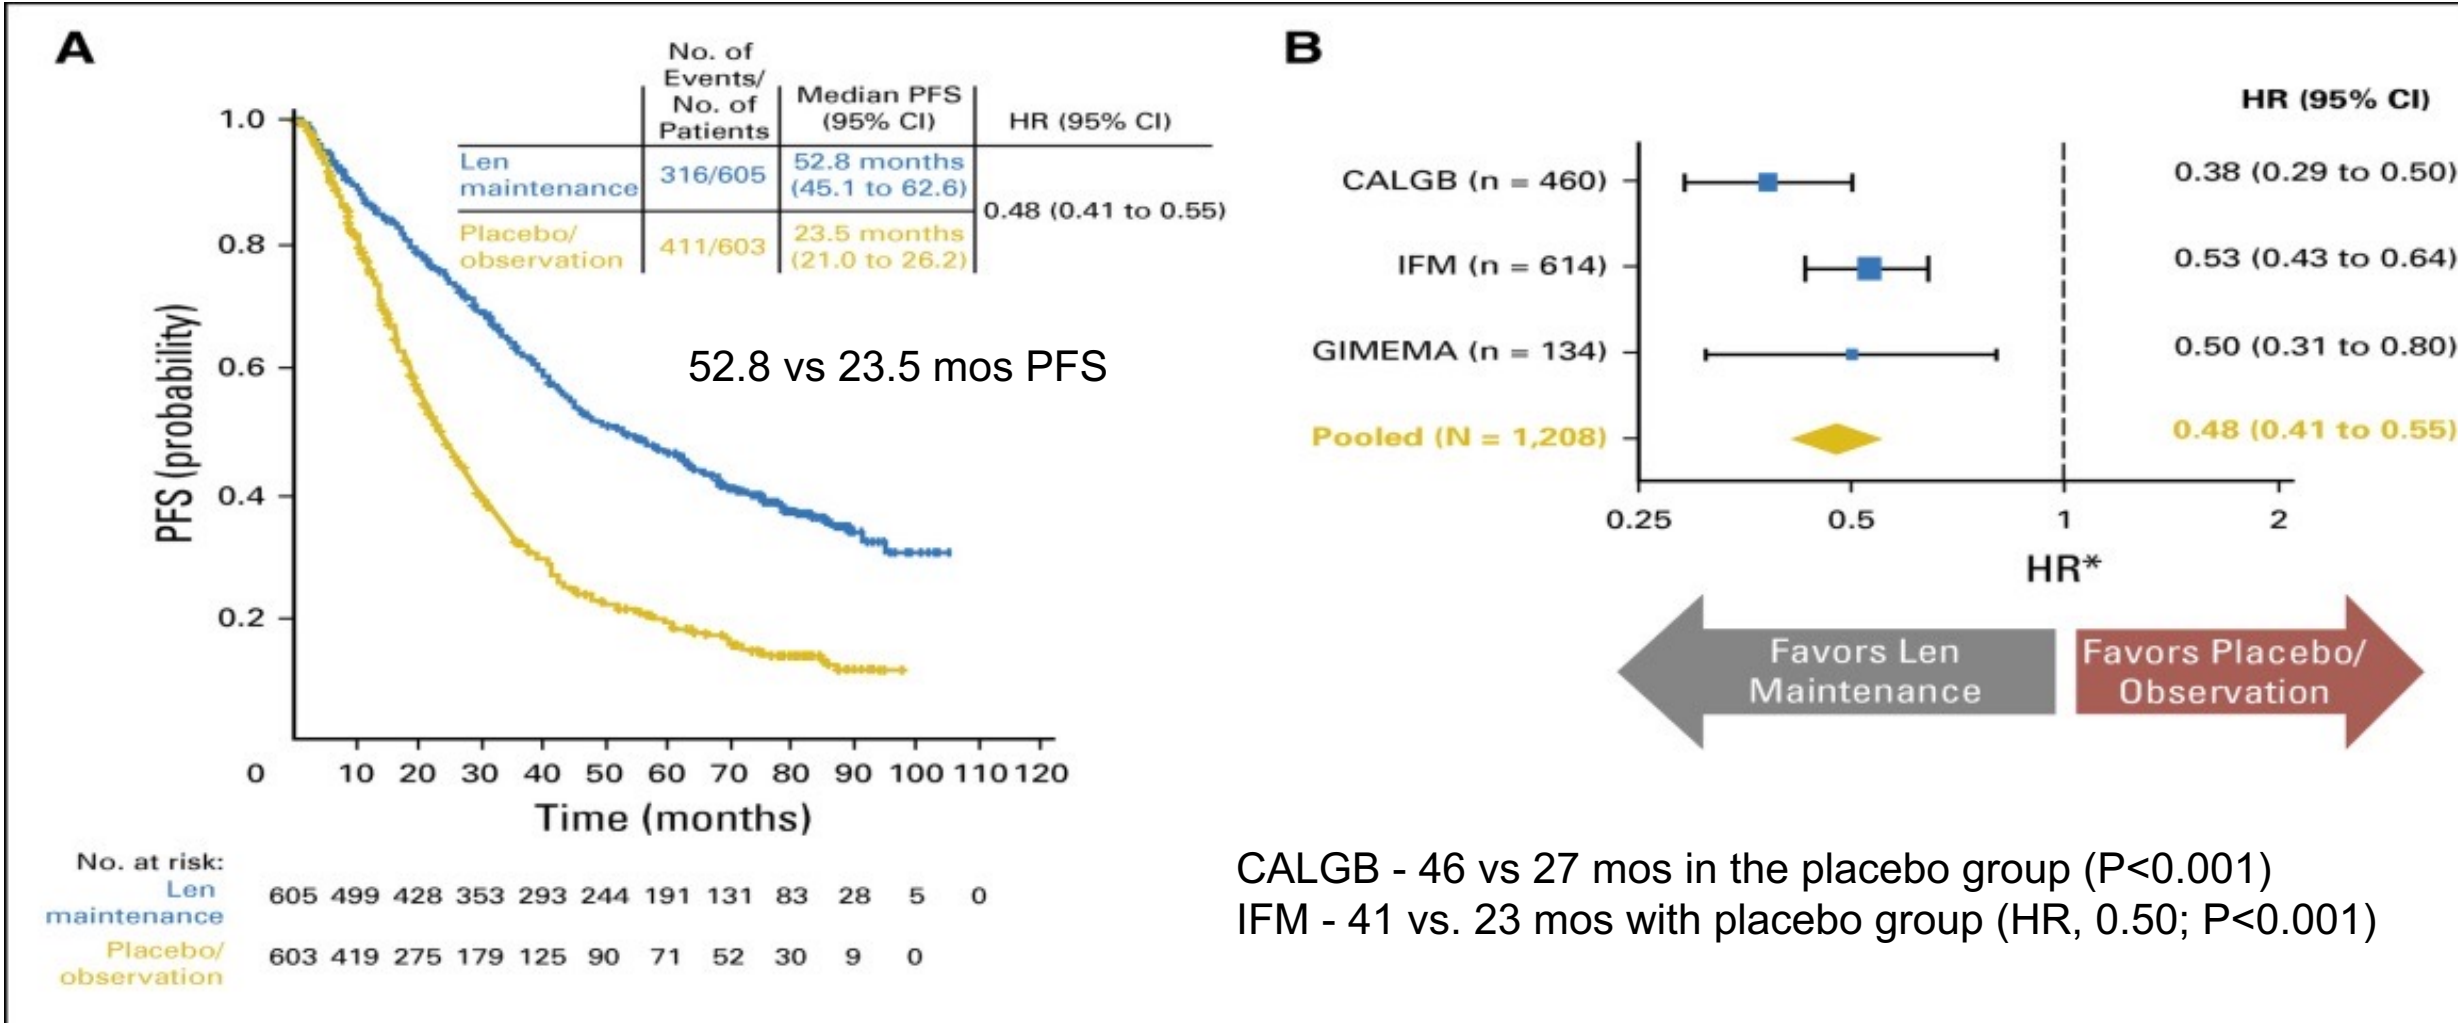 A
No. of
Events/
No. of
Patients
Median PFS
(95% CI)
HR (95% CI)
Len
maintenance
316/605
52.8 months
(45.1 to 62.6)
0.48 (0.41 to 0.55)
Placebo/
observation
411/603
23.5 months
(21.0 to 26.2)
52.8 vs 23.5 mos PFS
PFS (probability)
1.0
0.8
0.6
0.4
0.2
0 10 20 30 40 50 60 70 80 90 100 110 120
Time (months)
No. at risk:
Len
maintenance
605 499 428 353 293 244 191 131 83 28 5 0
Placebo/
observation
603 419 275 179 125 90 71 52 30 9 0
B
HR (95% CI)
CALGB (n = 460) 0.38 (0.29 to 0.50)
IFM (n = 614) 0.53 (0.43 to 0.64)
GIMEMA (n = 134) 0.50 (0.31 to 0.80)
Pooled (N = 1,208) 0.48 (0.41 to 0.55)
0.25 0.5 1 2
HR*
Favors Len
Maintenance
Favors Placebo/
Observation
CALGB - 46 vs 27 mos in the placebo group (P<0.001)
IFM - 41 vs. 23 mos with placebo group (HR, 0.50; P<0.001)